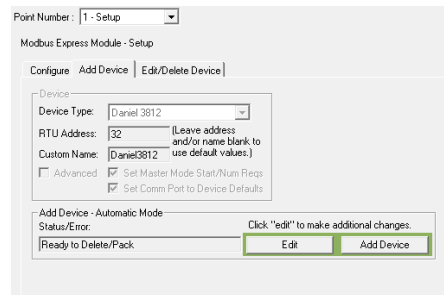 Point Number : 1 - Setup
Modbus Express Module - Setup
Configure Add Device Edit/Delete Device
Device
Device Type: Daniel 3812
RTU Address: 32 (Leave address
and/or name blank to
Custom Name: Daniel3812 use default values.)
Advanced Set Master Mode Start/Num Reqs
Set Comm Port to Device Defaults
Add Device - Automatic Mode
Status/Error: Click "edit" to make additional changes.
Ready to Delete/Pack Edit Add Device